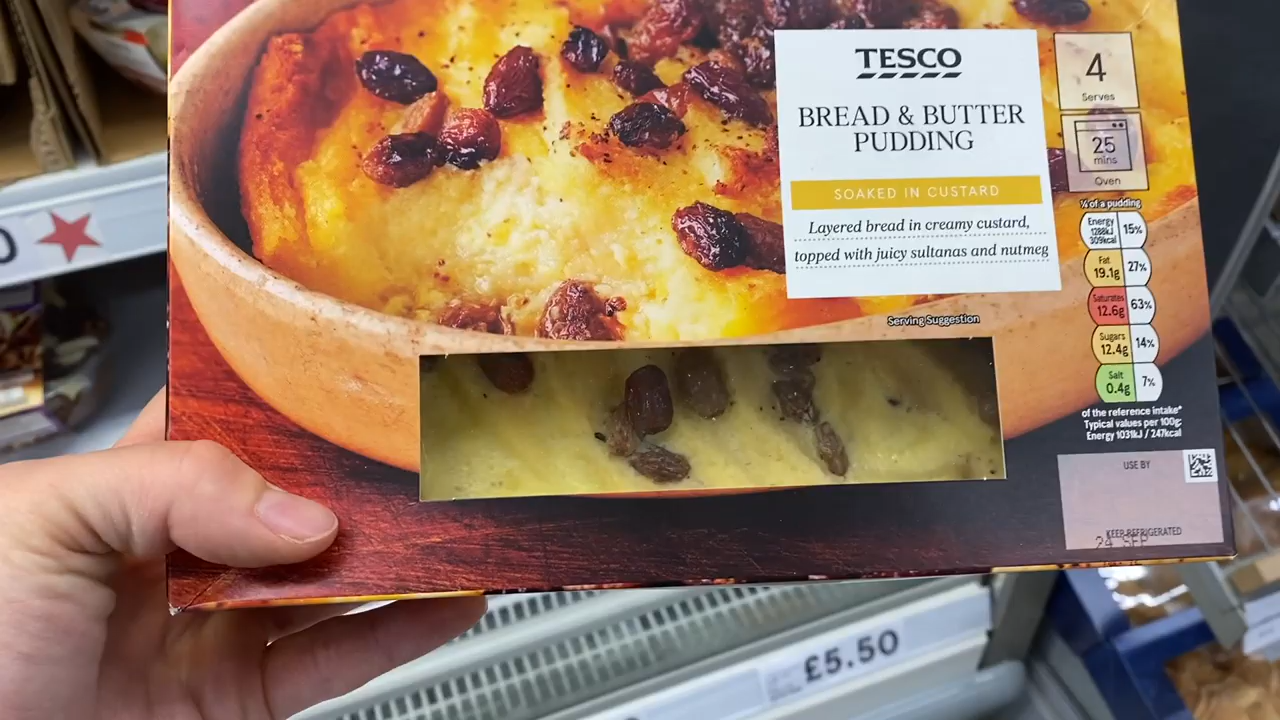 TESCO
BREAD & BUTTER
PUDDING
SOAKED IN CUSTARD
Layered bread in creamy custard,
topped with juicy sultanas and nutmeg
Serving Suggestion
4
Serves
25
mins
Oven
¼ of a pudding
Energy
1288kJ
309kcal
15%
Fat
19.1g
27%
Saturates
12.6g
63%
Sugars
12.4g
14%
Salt
0.4g
7%
of the reference intake*
Typical values per 100g:
Energy 1031kJ / 247kcal
USE BY
KEEP REFRIGERATED
24 SEP
0
£5.50